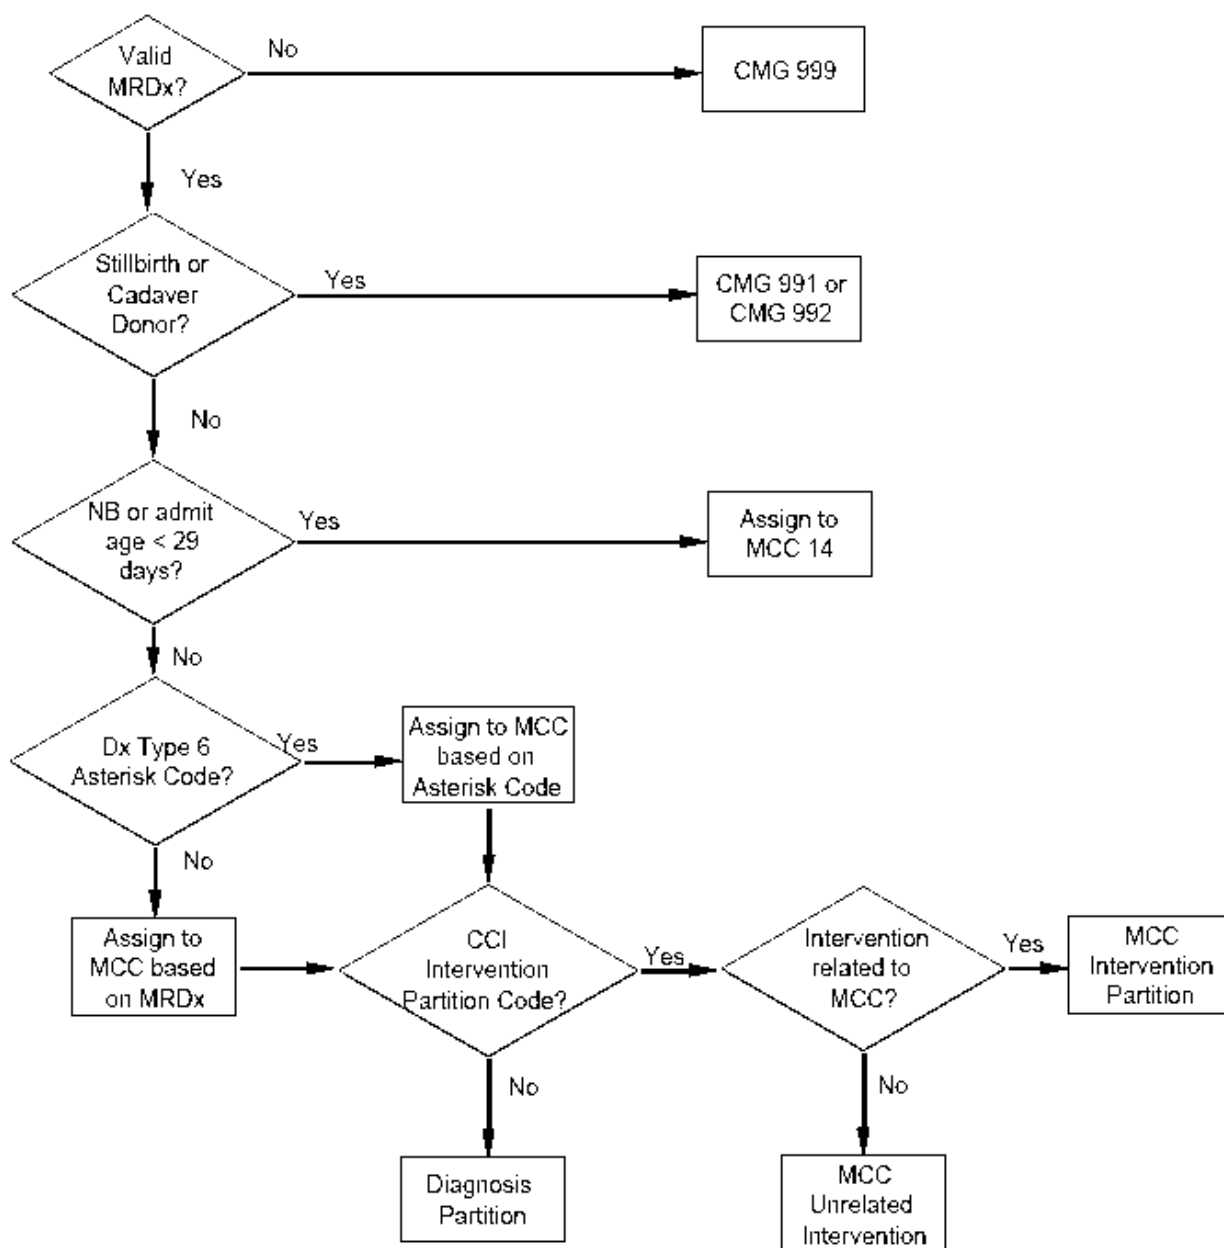 Valid
MRDx?
No
CMG 999
Yes
Stillbirth or
Cadaver
Donor?
Yes
CMG 991 or
CMG 992
No
NB or admit
age < 29
days?
Yes
Assign to
MCC 14
No
Dx Type 6
Asterisk Code?
Yes
Assign to MCC
based on
Asterisk Code
No
Assign to
MCC based
on MRDx
CCI
Intervention
Partition Code?
Yes
Intervention
related to
MCC?
Yes
MCC
Intervention
Partition
No
No
Diagnosis
Partition
MCC
Unrelated
Intervention